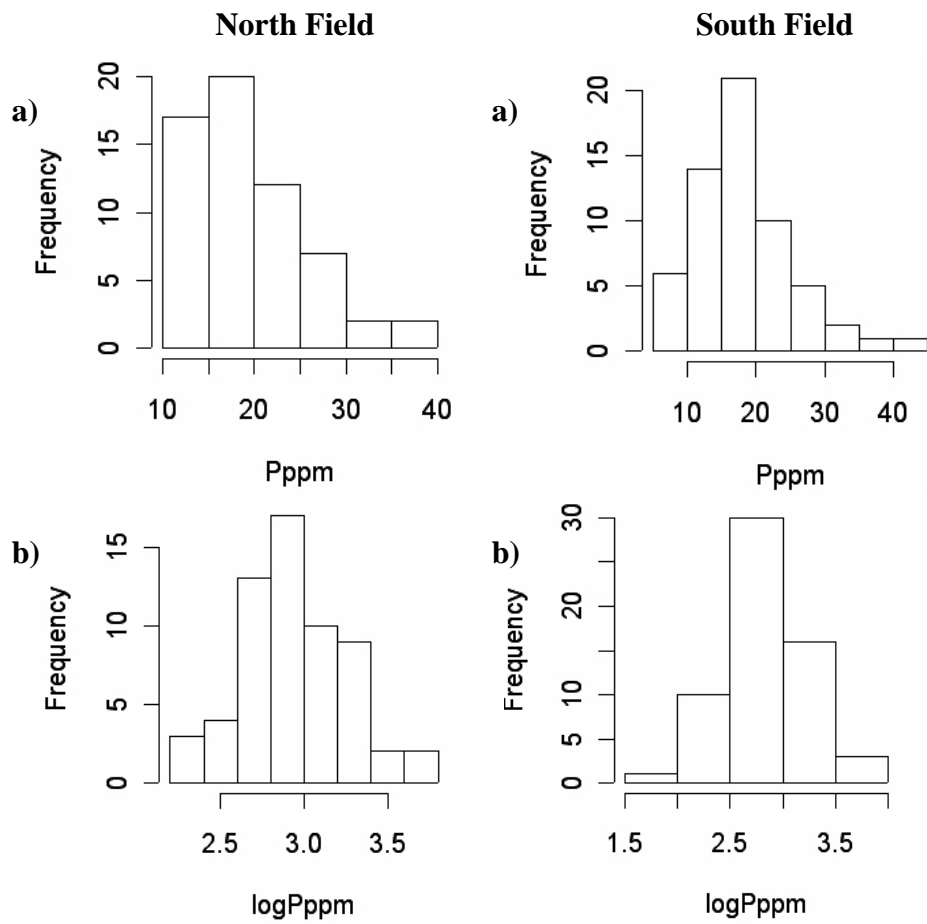 North Field
South Field
a)
Frequency
0 5 10 15 20
10 20 30 40
Pppm
a)
Frequency
0 5 10 15 20
10 20 30 40
Pppm
b)
Frequency
0 5 10 15
2.5 3.0 3.5
logPppm
b)
Frequency
0 5 10 20 30
1.5 2.5 3.5
logPppm